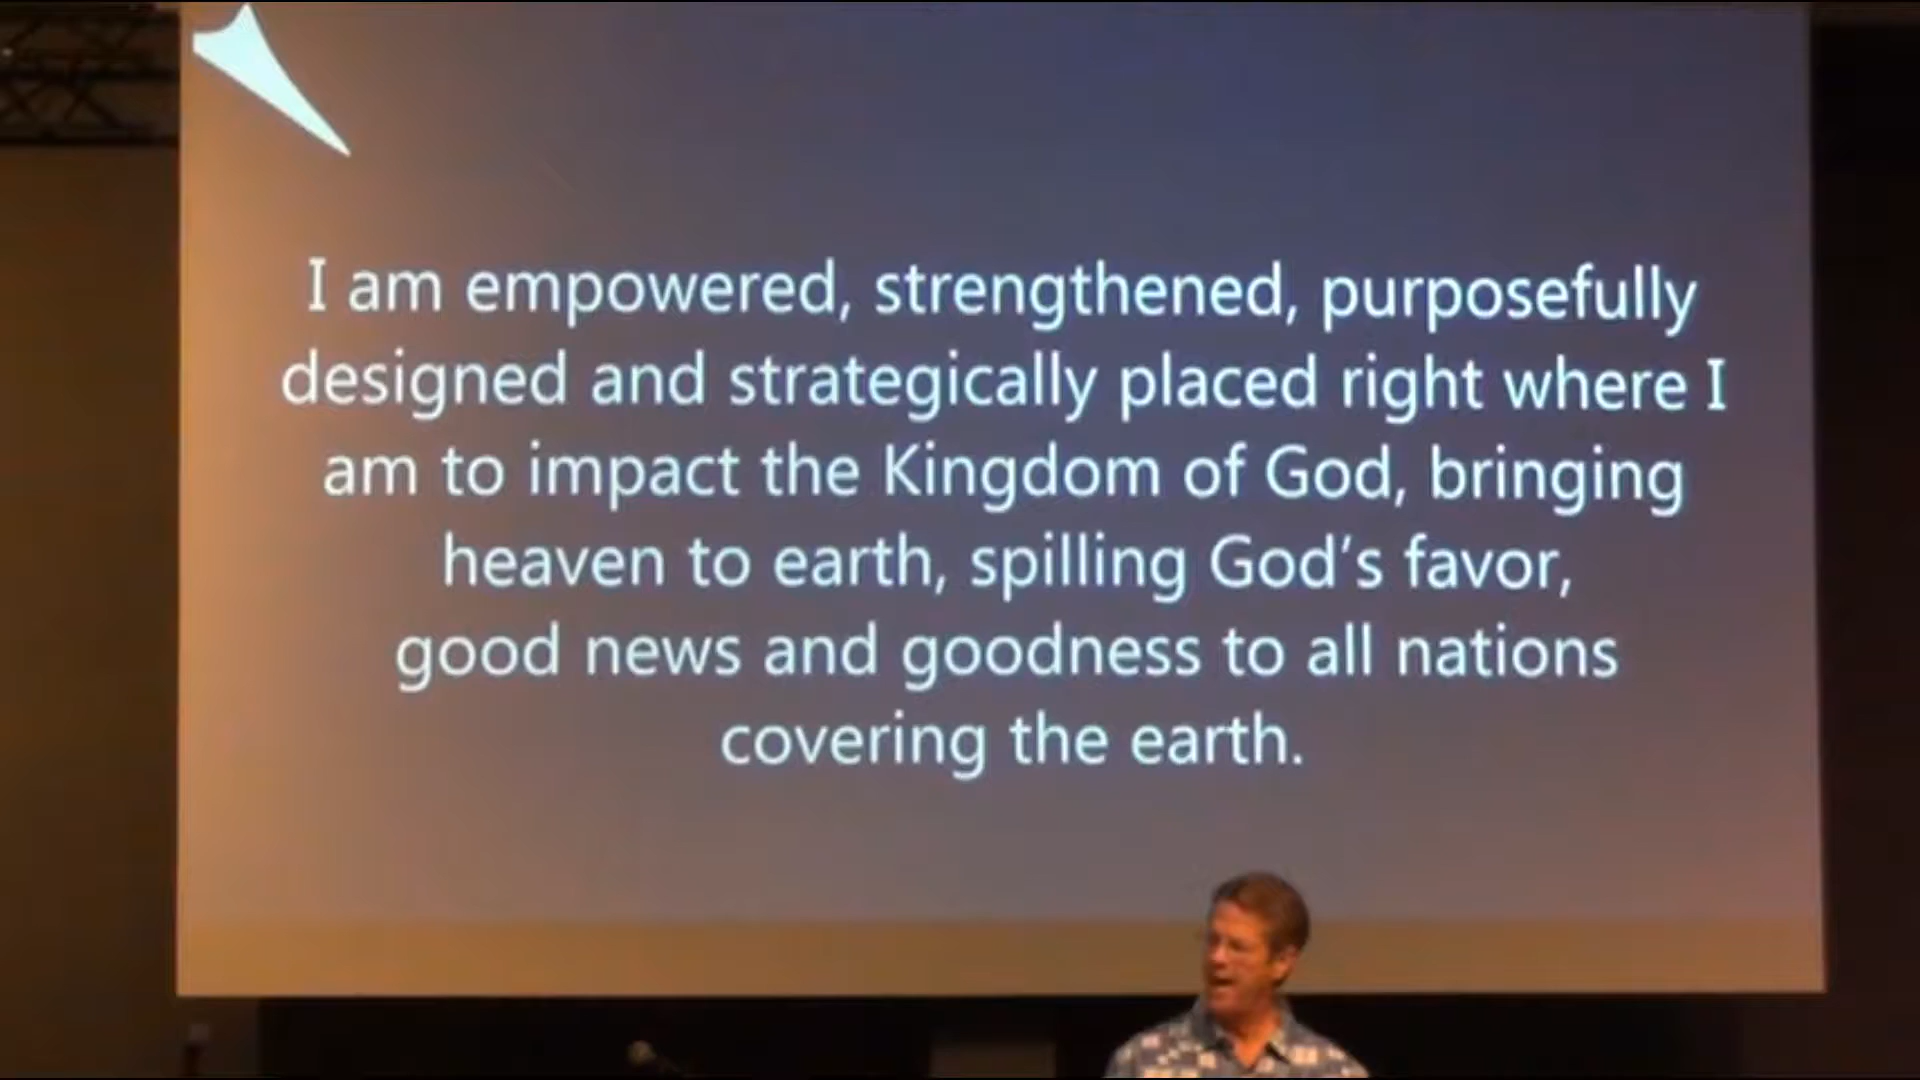 I am empowered, strengthened, purposefully
designed and strategically placed right where I
am to impact the Kingdom of God, bringing
heaven to earth, spilling God’s favor,
good news and goodness to all nations
covering the earth.